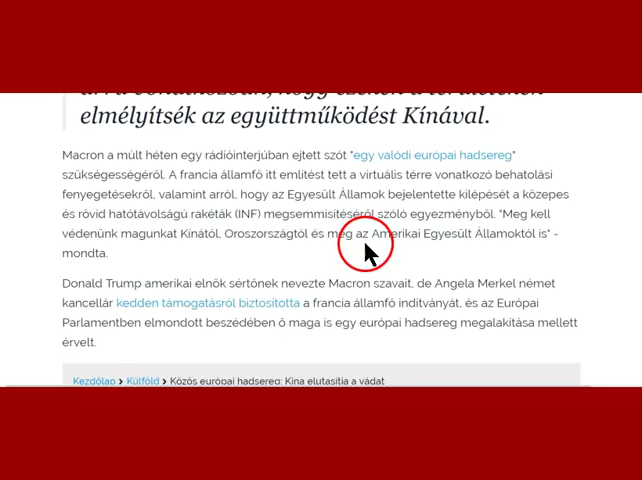 elmélyítsék az együttműködést Kínával.
Macron a múlt héten egy rádióinterjúban ejtett szót "egy valódi európai hadsereg"
szükségességéről. A francia államfő itt említést tett a virtuális térre vonatkozó behatolási
fenyegetésekről, valamint arról, hogy az Egyesült Államok bejelentette kilépését a közepes
és rövid hatótávolságú rakéták (INF) megsemmisítéséről szóló egyezményből. "Meg kell
védenünk magunkat Kínától, Oroszországtól és még az Amerikai Egyesült Államoktól is" -
mondta.
Donald Trump amerikai elnök sértőnek nevezte Macron szavait, de Angela Merkel német
kancellár kedden támogatásról biztosította a francia államfő indítványát, és az Európai
Parlamentben elmondott beszédében ő maga is egy európai hadsereg megalakítása mellett
érvelt.
Kezdőlap > Külföld > Közös európai hadsereg: Kína elutasítja a vádat